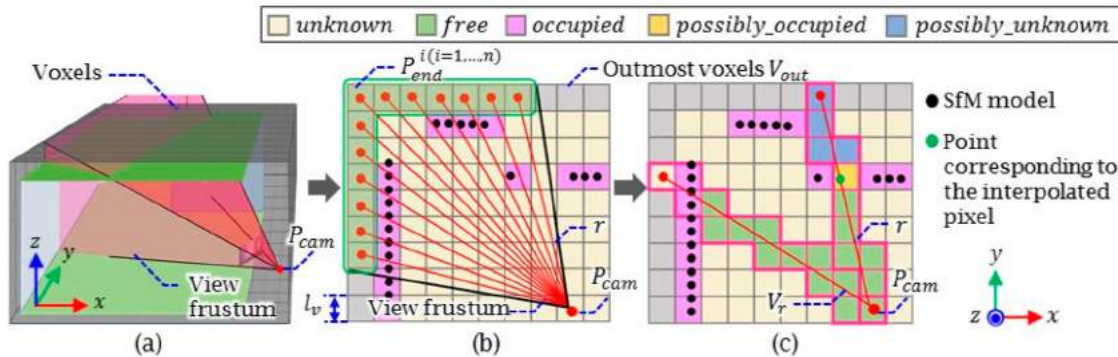 unknown free occupied possibly_occupied possibly_unknown
Voxels
P_end^i(i=1,...,n)
Outmost voxels V_out
SfM model
Point
corresponding to
the interpolated
pixel
P_cam
z
y
x
View
frustum
r
l_v
View frustum
P_cam
r
V_r
P_cam
y
z
x
(a)
(b)
(c)